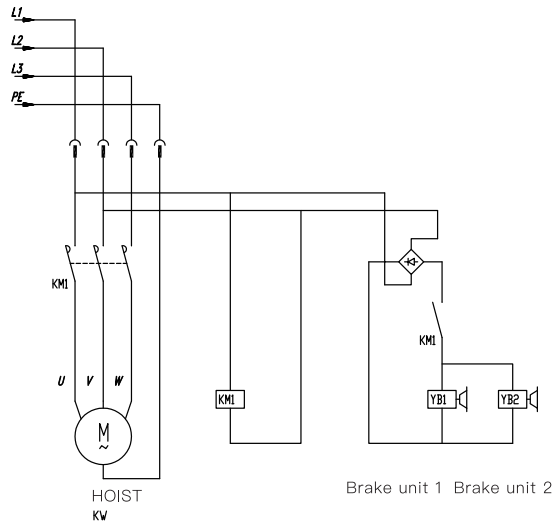 L1
L2
L3
PE
KM1
KM1
U V W
KM1
YB1
YB2
M
~
Brake unit 1 Brake unit 2
HOIST
KW